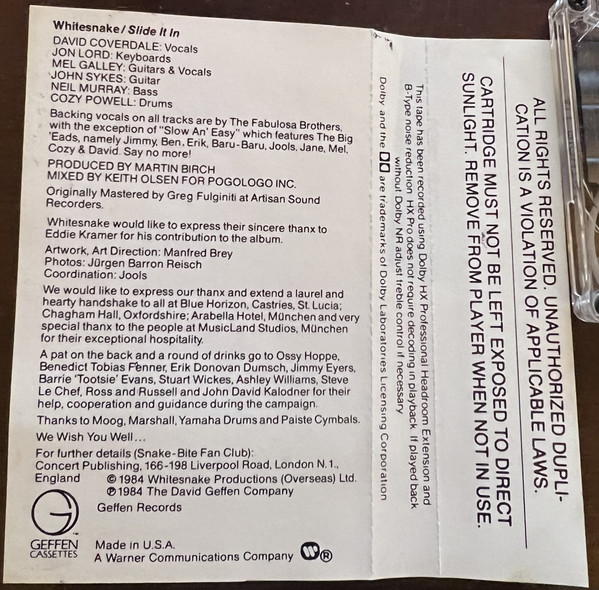 Whitesnake/Slide It In
DAVID COVERDALE: Vocals
JON LORD: Keyboards
MEL GALLEY: Guitars & Vocals
JOHN SYKES: Guitar
NEIL MURRAY: Bass
COZY POWELL: Drums
Backing vocals on all tracks are by The Fabulosa Brothers,
with the exception of "Slow An' Easy" which features The Big
'Eads, namely Jimmy, Ben, Erik, Baru-Baru, Jools, Jane, Mel,
Cozy & David. Say no more!
PRODUCED BY MARTIN BIRCH
MIXED BY KEITH OLSEN FOR POGOLOGO INC.
Originally Mastered by Greg Fulginiti at Artisan Sound
Recorders.
Whitesnake would like to express their sincere thanx to
Eddie Kramer for his contribution to the album.
Artwork, Art Direction: Manfred Brey
Photos: Jürgen Barron Reisch
Coordination: Jools
We would like to express our thanx and extend a laurel and
hearty handshake to all at Blue Horizon, Castries, St. Lucia;
Chagham Hall, Oxfordshire; Arabella Hotel, München and very
special thanx to the people at MusicLand Studios, München
for their exceptional hospitality.
A pat on the back and a round of drinks go to Ossy Hoppe,
Benedict Tobias Fenner, Erik Donovan Dumsch, Jimmy Eyers,
Barrie 'Tootsie' Evans, Stuart Wickes, Ashley Williams, Steve
Le Chef, Ross and Russell and John David Kalodner for their
help, cooperation and guidance during the campaign.
Thanks to Moog, Marshall, Yamaha Drums and Paiste Cymbals.
We Wish You Well...
For further details (Snake-Bite Fan Club):
Concert Publishing, 166-198 Liverpool Road, London N.1.,
England © 1984 Whitesnake Productions (Overseas) Ltd.
℗ 1984 The David Geffen Company
Geffen Records
GEFFEN
CASSETTES
Made in U.S.A.
A Warner Communications Company ®
This tape has been recorded using Dolby HX Professional Headroom Extension and
B-Type noise reduction. HX Pro does not require decoding in playback. If played back
without Dolby NR adjust treble control if necessary
Dolby and the are trademarks of Dolby Laboratories Licensing Corporation
ALL RIGHTS RESERVED. UNAUTHORIZED DUPLI-
CATION IS A VIOLATION OF APPLICABLE LAWS.
CARTRIDGE MUST NOT BE LEFT EXPOSED TO DIRECT
SUNLIGHT. REMOVE FROM PLAYER WHEN NOT IN USE.